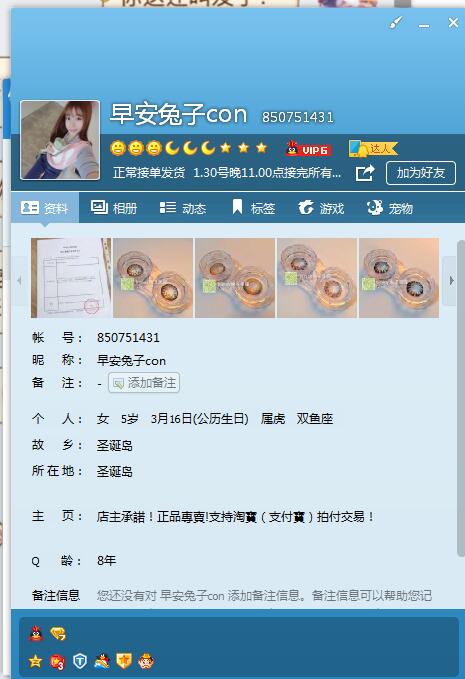 早安兔子con 850751431
VIP6 达人
正常接单发货 1.30号晚11.00点接完所有... 加为好友
资料 相册 动态 标签 游戏 宠物
帐 号： 850751431
昵 称： 早安兔子con
备 注： - 添加备注
个 人： 女 5岁 3月16日(公历生日) 属虎 双鱼座
故 乡： 圣诞岛
所在地： 圣诞岛
主 页： 店主承諾！正品專賣!支持淘寶（支付寶）拍付交易！
Q 龄： 8年
备注信息 您还没有对 早安兔子con 添加备注信息。备注信息可以帮助您记